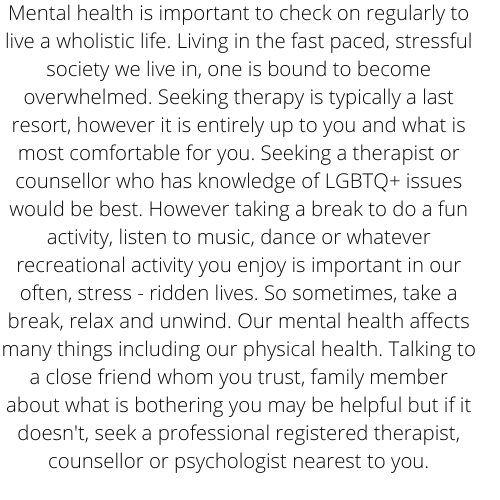 Mental health is important to check on regularly to
live a wholistic life. Living in the fast paced, stressful
society we live in, one is bound to become
overwhelmed. Seeking therapy is typically a last
resort, however it is entirely up to you and what is
most comfortable for you. Seeking a therapist or
counsellor who has knowledge of LGBTQ+ issues
would be best. However taking a break to do a fun
activity, listen to music, dance or whatever
recreational activity you enjoy is important in our
often, stress - ridden lives. So sometimes, take a
break, relax and unwind. Our mental health affects
many things including our physical health. Talking to
a close friend whom you trust, family member
about what is bothering you may be helpful but if it
doesn't, seek a professional registered therapist,
counsellor or psychologist nearest to you.